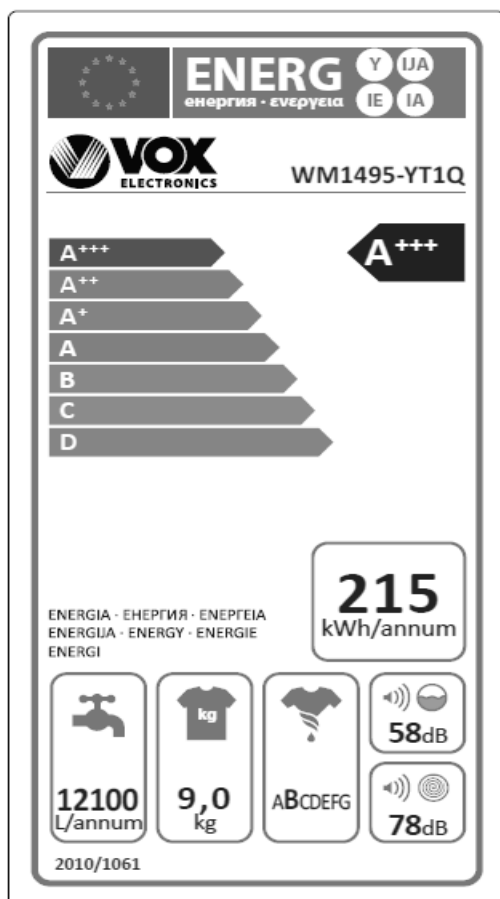 ENERG Y IJA
енергия · ενεργεια IE IA
VOX
ELECTRONICS
WM1495-YT1Q
A+++ A+++
A++
A+
A
B
C
D
215
kWh/annum
ENERGIA · ЕНЕРГИЯ · ΕΝΕΡΓΕΙΑ
ENERGIJA · ENERGY · ENERGIE
ENERGI
12100
L/annum
kg
9,0
kg
ABCDEFG
58dB
78dB
2010/1061